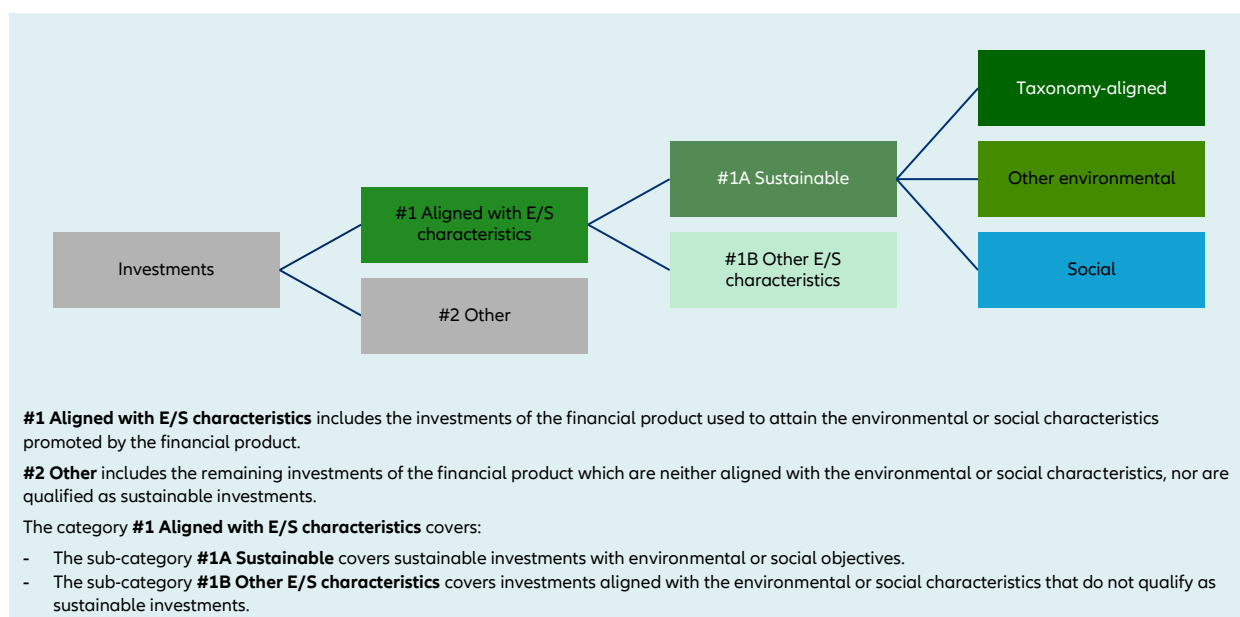 Taxonomy-aligned
#1A Sustainable
Other environmental
#1 Aligned with E/S
characteristics
Investments
#1B Other E/S
characteristics
Social
#2 Other
#1 Aligned with E/S characteristics includes the investments of the financial product used to attain the environmental or social characteristics
promoted by the financial product.
#2 Other includes the remaining investments of the financial product which are neither aligned with the environmental or social characteristics, nor are
qualified as sustainable investments.
The category #1 Aligned with E/S characteristics covers:
- The sub-category #1A Sustainable covers sustainable investments with environmental or social objectives.
- The sub-category #1B Other E/S characteristics covers investments aligned with the environmental or social characteristics that do not qualify as
sustainable investments.